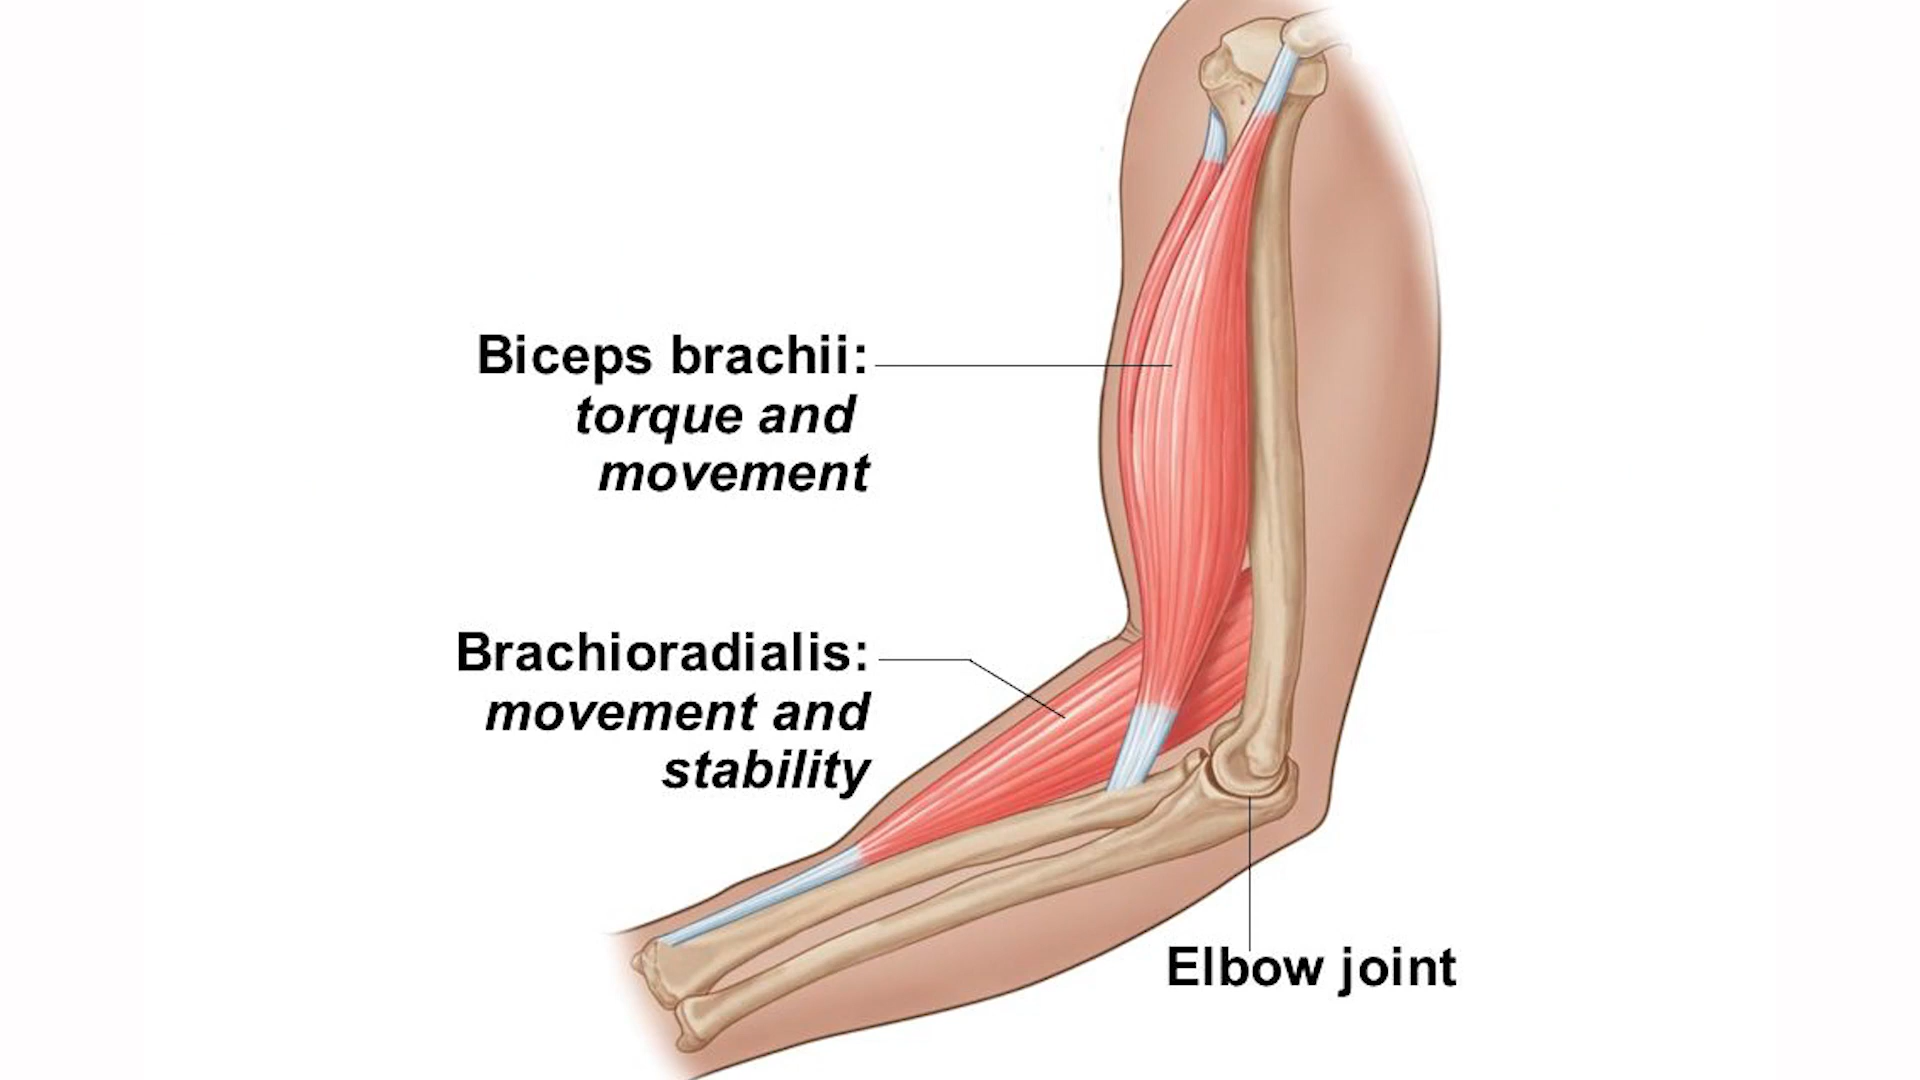 Biceps brachii:
torque and
movement
Brachioradialis:
movement and
stability
Elbow joint